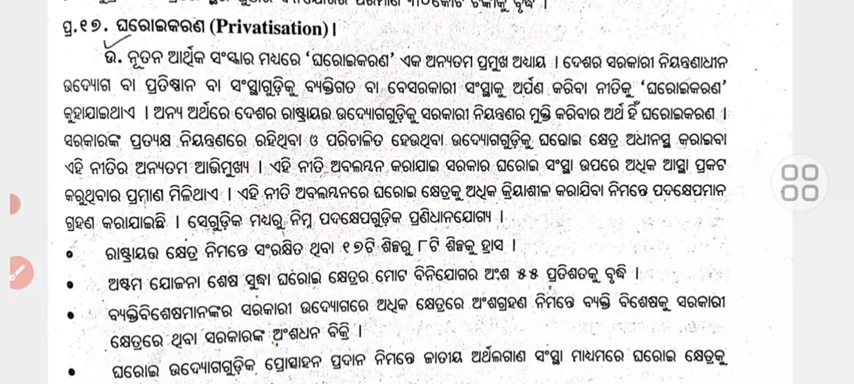 ପ୍ର.୧୭. ଘରୋଇକରଣ (Privatisation)।
ଉ. ନୂତନ ଆର୍ଥିକ ସଂସ୍କାର ମଧ୍ୟରେ ‘ଘରୋଇକରଣ’ ଏକ ଅନ୍ୟତମ ପ୍ରମୁଖ ଅଧ୍ୟାୟ । ଦେଶର ସରକାରୀ ନିୟନ୍ତ୍ରଣାଧୀନ
ଉଦ୍ୟୋଗ ବା ପ୍ରତିଷ୍ଠାନ ବା ସଂସ୍ଥାଗୁଡ଼ିକୁ ବ୍ୟକ୍ତିଗତ ବା ବେସରକାରୀ ସଂସ୍ଥାକୁ ଅର୍ପଣ କରିବା ନୀତିକୁ ‘ଘରୋଇକରଣ’
କୁହାଯାଇଥାଏ । ଅନ୍ୟ ଅର୍ଥରେ ଦେଶର ରାଷ୍ଟ୍ରାୟତ୍ତ ଉଦ୍ୟୋଗଗୁଡ଼ିକୁ ସରକାରୀ ନିୟନ୍ତ୍ରଣର ମୁକ୍ତି କରିବାର ଅର୍ଥ ହିଁ ଘରୋଇକରଣ ।
ସରକାରଙ୍କ ପ୍ରତ୍ୟକ୍ଷ ନିୟନ୍ତ୍ରଣରେ ରହିଥିବା ଓ ପରିଚାଳିତ ହେଉଥିବା ଉଦ୍ୟୋଗଗୁଡ଼ିକୁ ଘରୋଇ କ୍ଷେତ୍ର ଅଧୀନସ୍ଥ କରାଇବା
ଏହି ନୀତିର ଅନ୍ୟତମ ଆଭିମୁଖ୍ୟ । ଏହି ନୀତି ଅବଲମ୍ବନ କରାଯାଇ ସରକାର ଘରୋଇ ସଂସ୍ଥା ଉପରେ ଅଧିକ ଆସ୍ଥା ପ୍ରକଟ
କରୁଥିବାର ପ୍ରମାଣ ମିଳିଥାଏ । ଏହି ନୀତି ଅବଲମ୍ବନରେ ଘରୋଇ କ୍ଷେତ୍ରକୁ ଅଧିକ କ୍ରିୟାଶୀଳ କରାଯିବା ନିମନ୍ତେ ପଦକ୍ଷେପମାନ
ଗ୍ରହଣ କରାଯାଇଛି । ସେଗୁଡ଼ିକ ମଧ୍ୟରୁ ନିମ୍ନ ପଦକ୍ଷେପଗୁଡ଼ିକ ପ୍ରଣିଧାନଯୋଗ୍ୟ ।
• ରାଷ୍ଟ୍ରାୟତ୍ତ କ୍ଷେତ୍ର ନିମନ୍ତେ ସଂରକ୍ଷିତ ଥିବା ୧୭ଟି ଶିଳ୍ପରୁ ୮ଟି ଶିଳ୍ପକୁ ହ୍ରାସ ।
• ଅଷ୍ଟମ ଯୋଜନା ଶେଷ ସୁଦ୍ଧା ଘରୋଇ କ୍ଷେତ୍ରର ମୋଟ ବିନିଯୋଗର ଅଂଶ ୫୫ ପ୍ରତିଶତକୁ ବୃଦ୍ଧି ।
• ବ୍ୟକ୍ତିବିଶେଷମାନଙ୍କର ସରକାରୀ ଉଦ୍ୟୋଗରେ ଅଧିକ କ୍ଷେତ୍ରରେ ଅଂଶଗ୍ରହଣ ନିମନ୍ତେ ବ୍ୟକ୍ତି ବିଶେଷକୁ ସରକାରୀ
କ୍ଷେତ୍ରରେ ଥିବା ସରକାରଙ୍କ ଅଂଶଧନ ବିକ୍ରି ।
• ଘରୋଇ ଉଦ୍ୟୋଗଗୁଡ଼ିକ ପ୍ରୋତ୍ସାହନ ପ୍ରଦାନ ନିମନ୍ତେ ଜାତୀୟ ଅର୍ଥଲଗାଣ ସଂସ୍ଥା ମାଧ୍ୟମରେ ଘରୋଇ କ୍ଷେତ୍ରକୁ